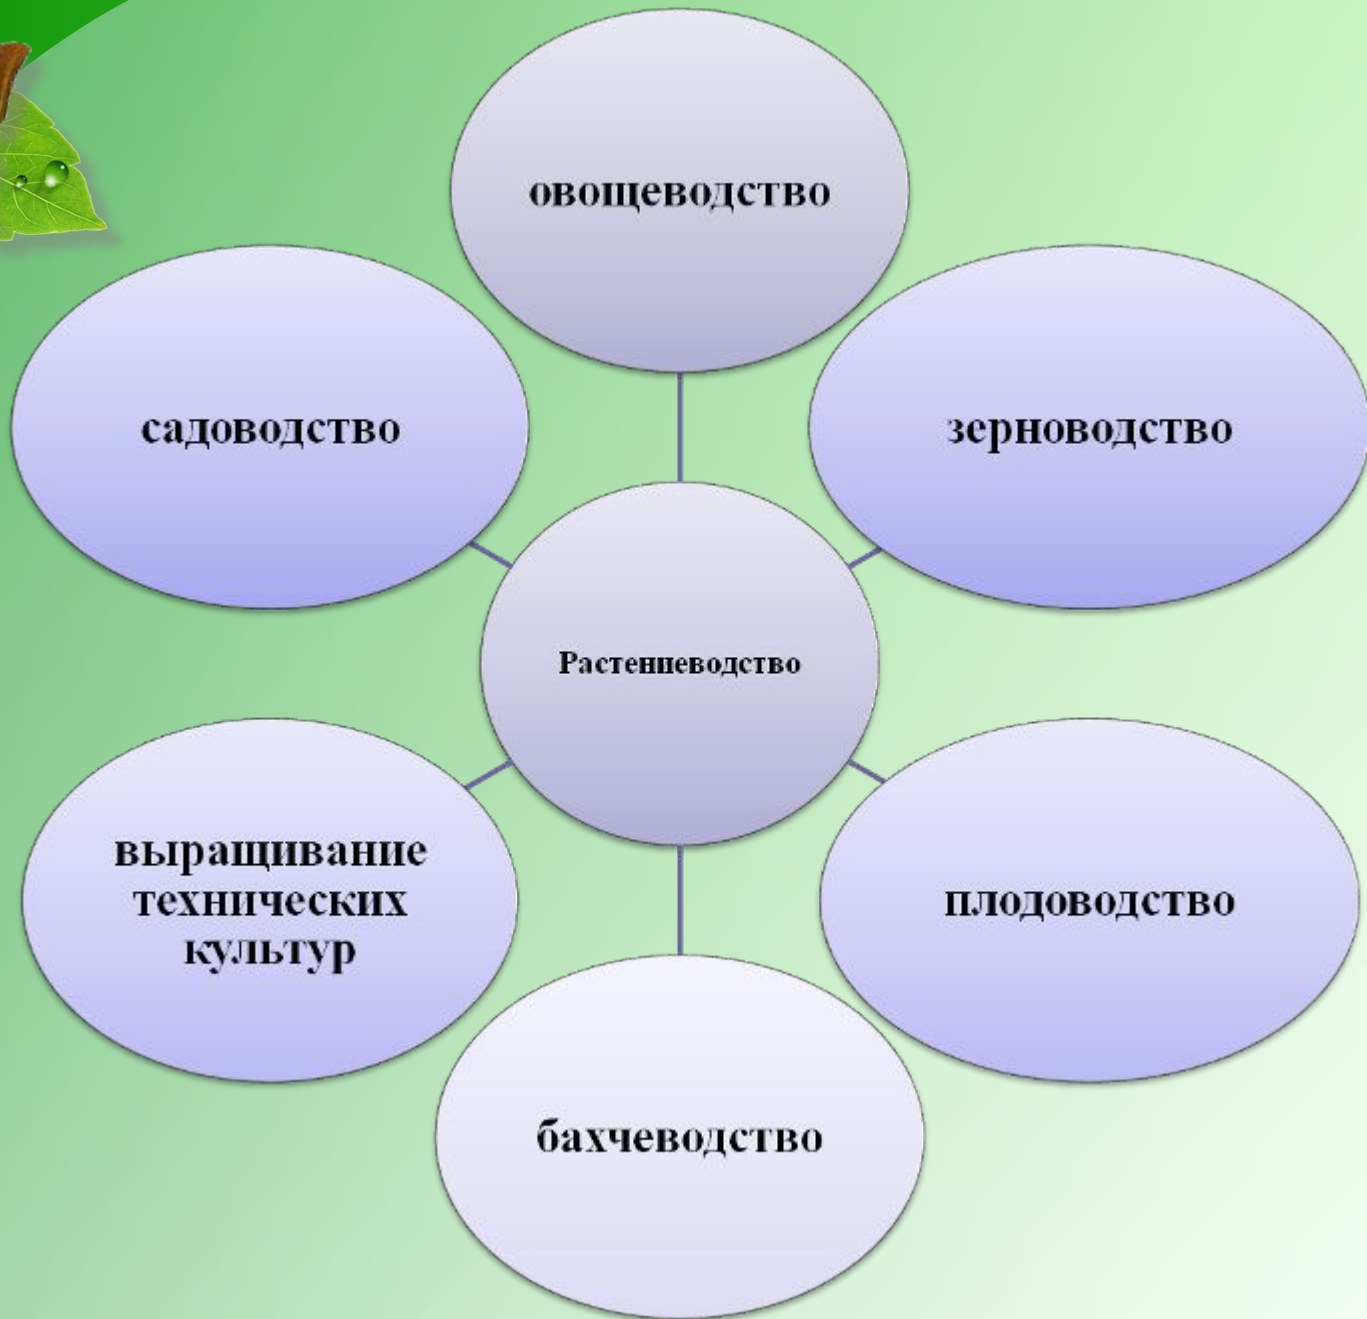 овощеводство
садоводство
зерноводство
Растениеводство
выращивание
технических
культур
плодоводство
бахчеводство